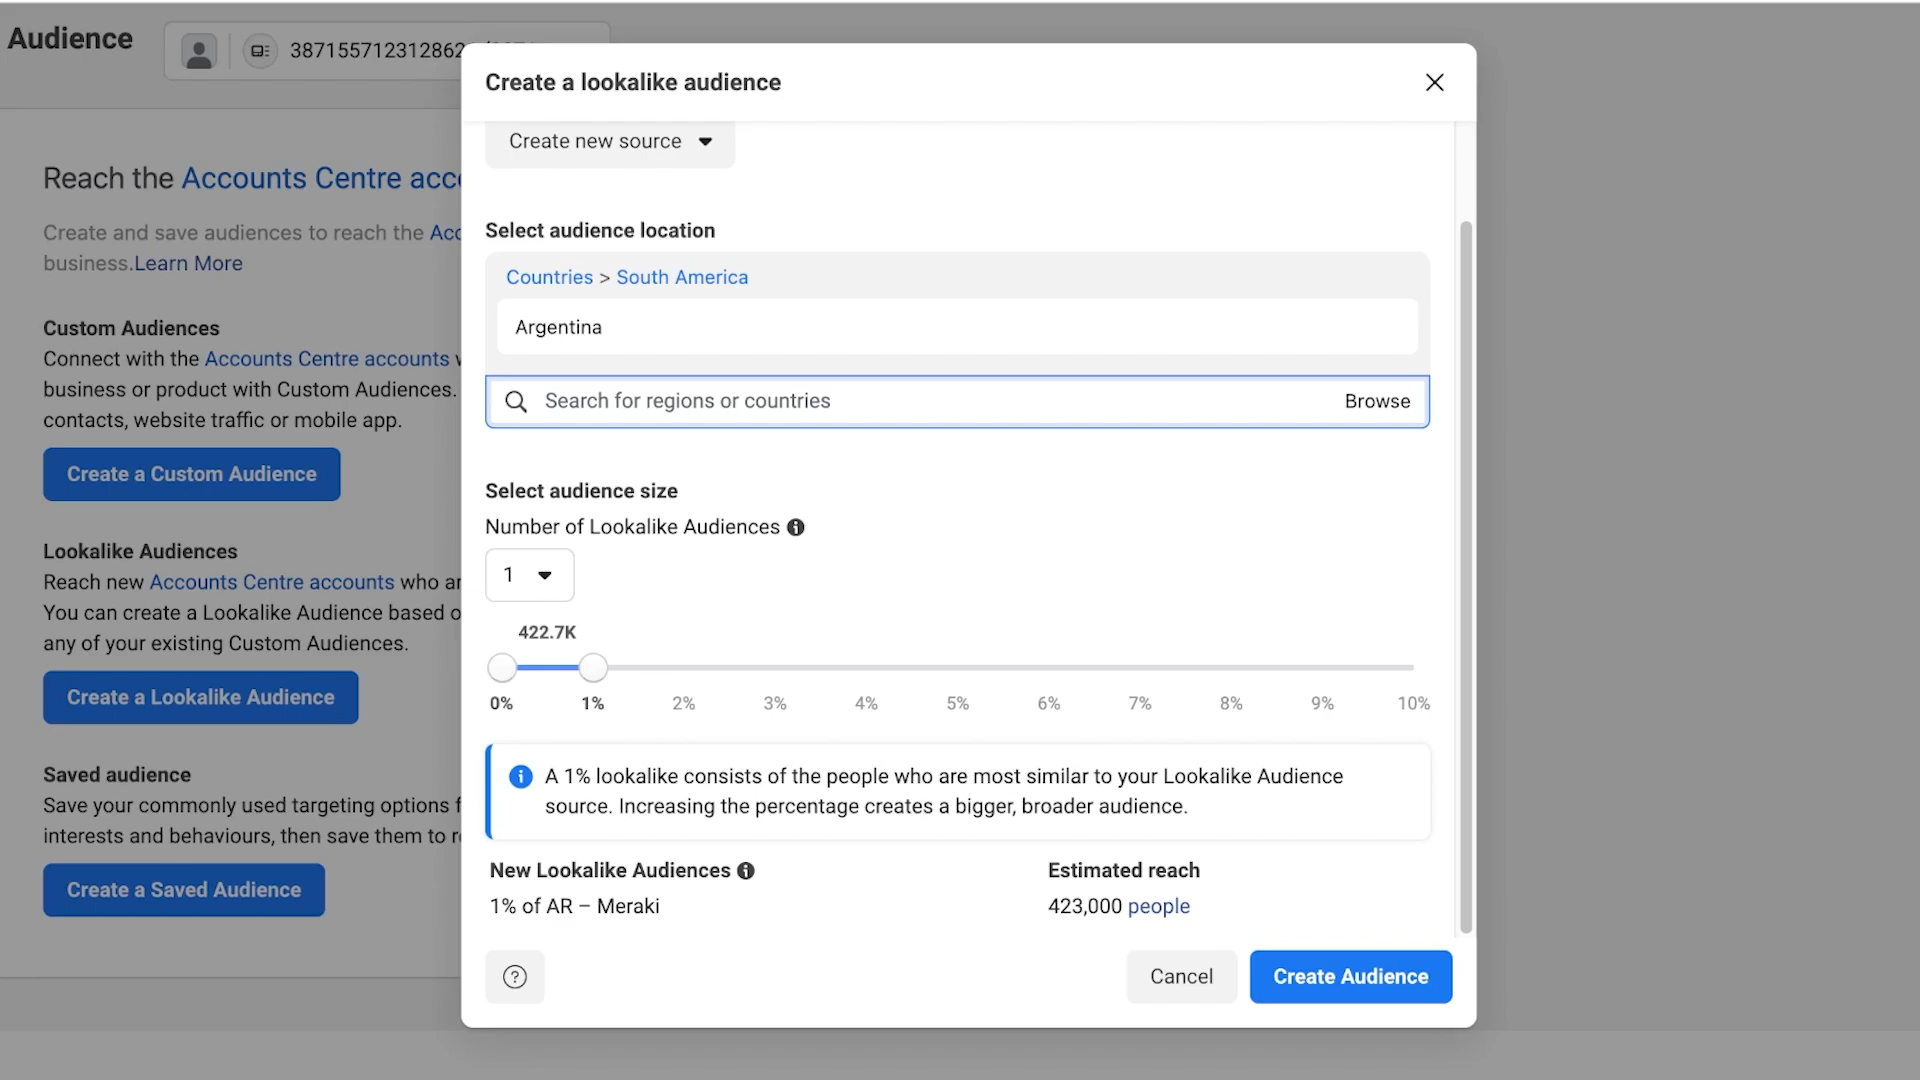 Audience
387155712312862
Reach the Accounts Centre
Create and save audiences to reach the
business.Learn More
Custom Audiences
Connect with the Accounts Centre accounts
business or product with Custom Audiences.
contacts, website traffic or mobile app.
Create a Custom Audience
Lookalike Audiences
Reach new Accounts Centre accounts who
You can create a Lookalike Audience based
any of your existing Custom Audiences.
Create a Lookalike Audience
Saved audience
Save your commonly used targeting options
interests and behaviours, then save them to
Create a Saved Audience
Create a lookalike audience
Create new source
Select audience location
Countries > South America
Argentina
Search for regions or countries
Browse
Select audience size
Number of Lookalike Audiences
1
422.7K
0% 1% 2% 3% 4% 5% 6% 7% 8% 9% 10%
A 1% lookalike consists of the people who are most similar to your Lookalike Audience
source. Increasing the percentage creates a bigger, broader audience.
New Lookalike Audiences
Estimated reach
1% of AR – Meraki
423,000 people
Cancel
Create Audience